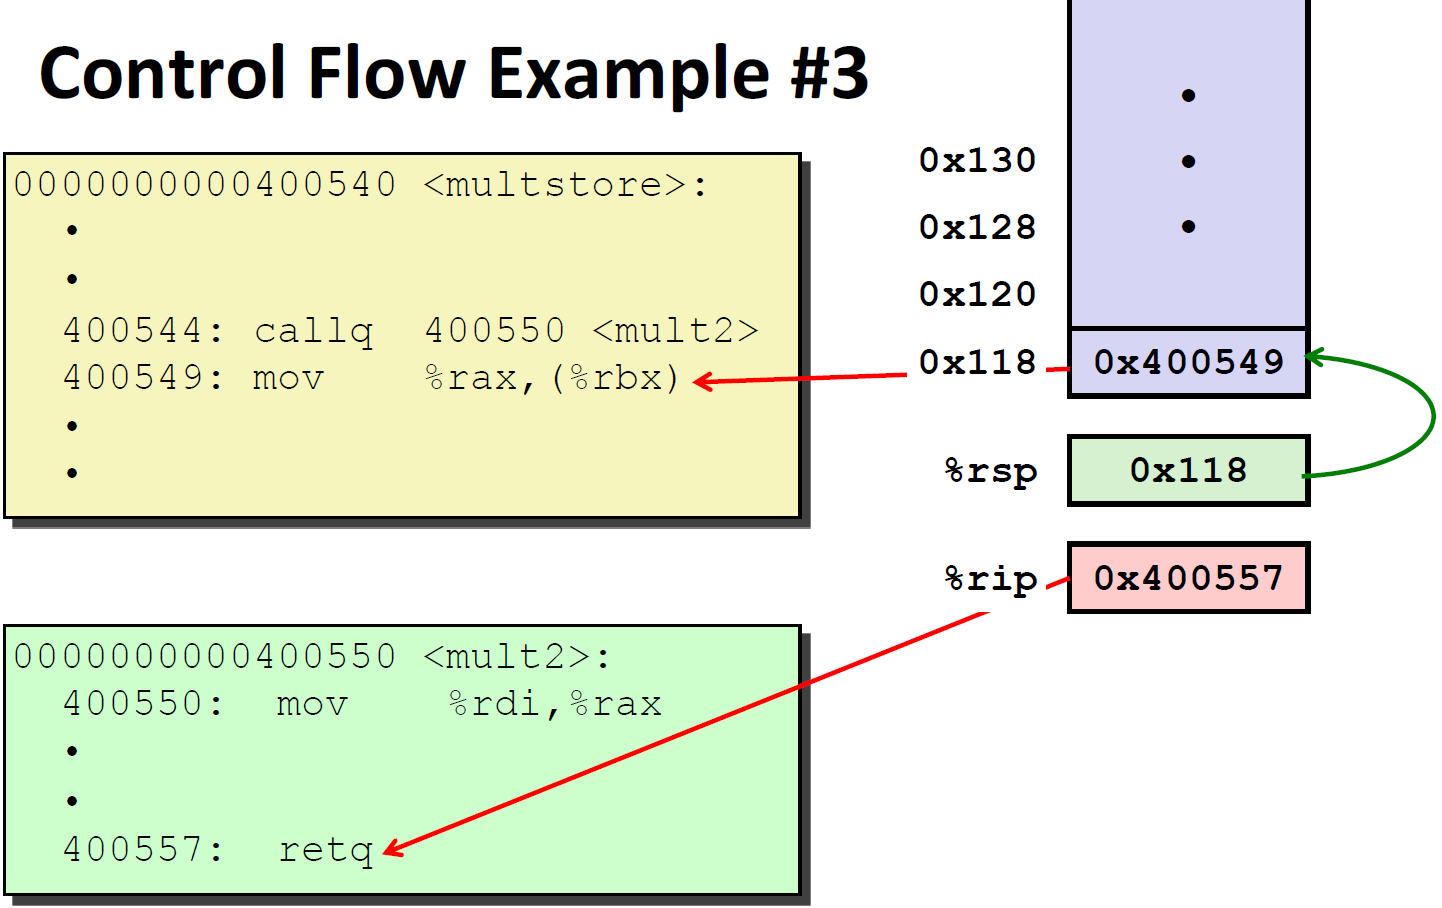 Control Flow Example #3
0000000000400540 <multstore>:
•
•
400544: callq 400550 <mult2>
400549: mov %rax,(%rbx)
•
•
0000000000400550 <mult2>:
400550: mov %rdi,%rax
•
•
400557: retq
•
0x130 •
0x128 •
0x120
0x118 0x400549
%rsp 0x118
%rip 0x400557